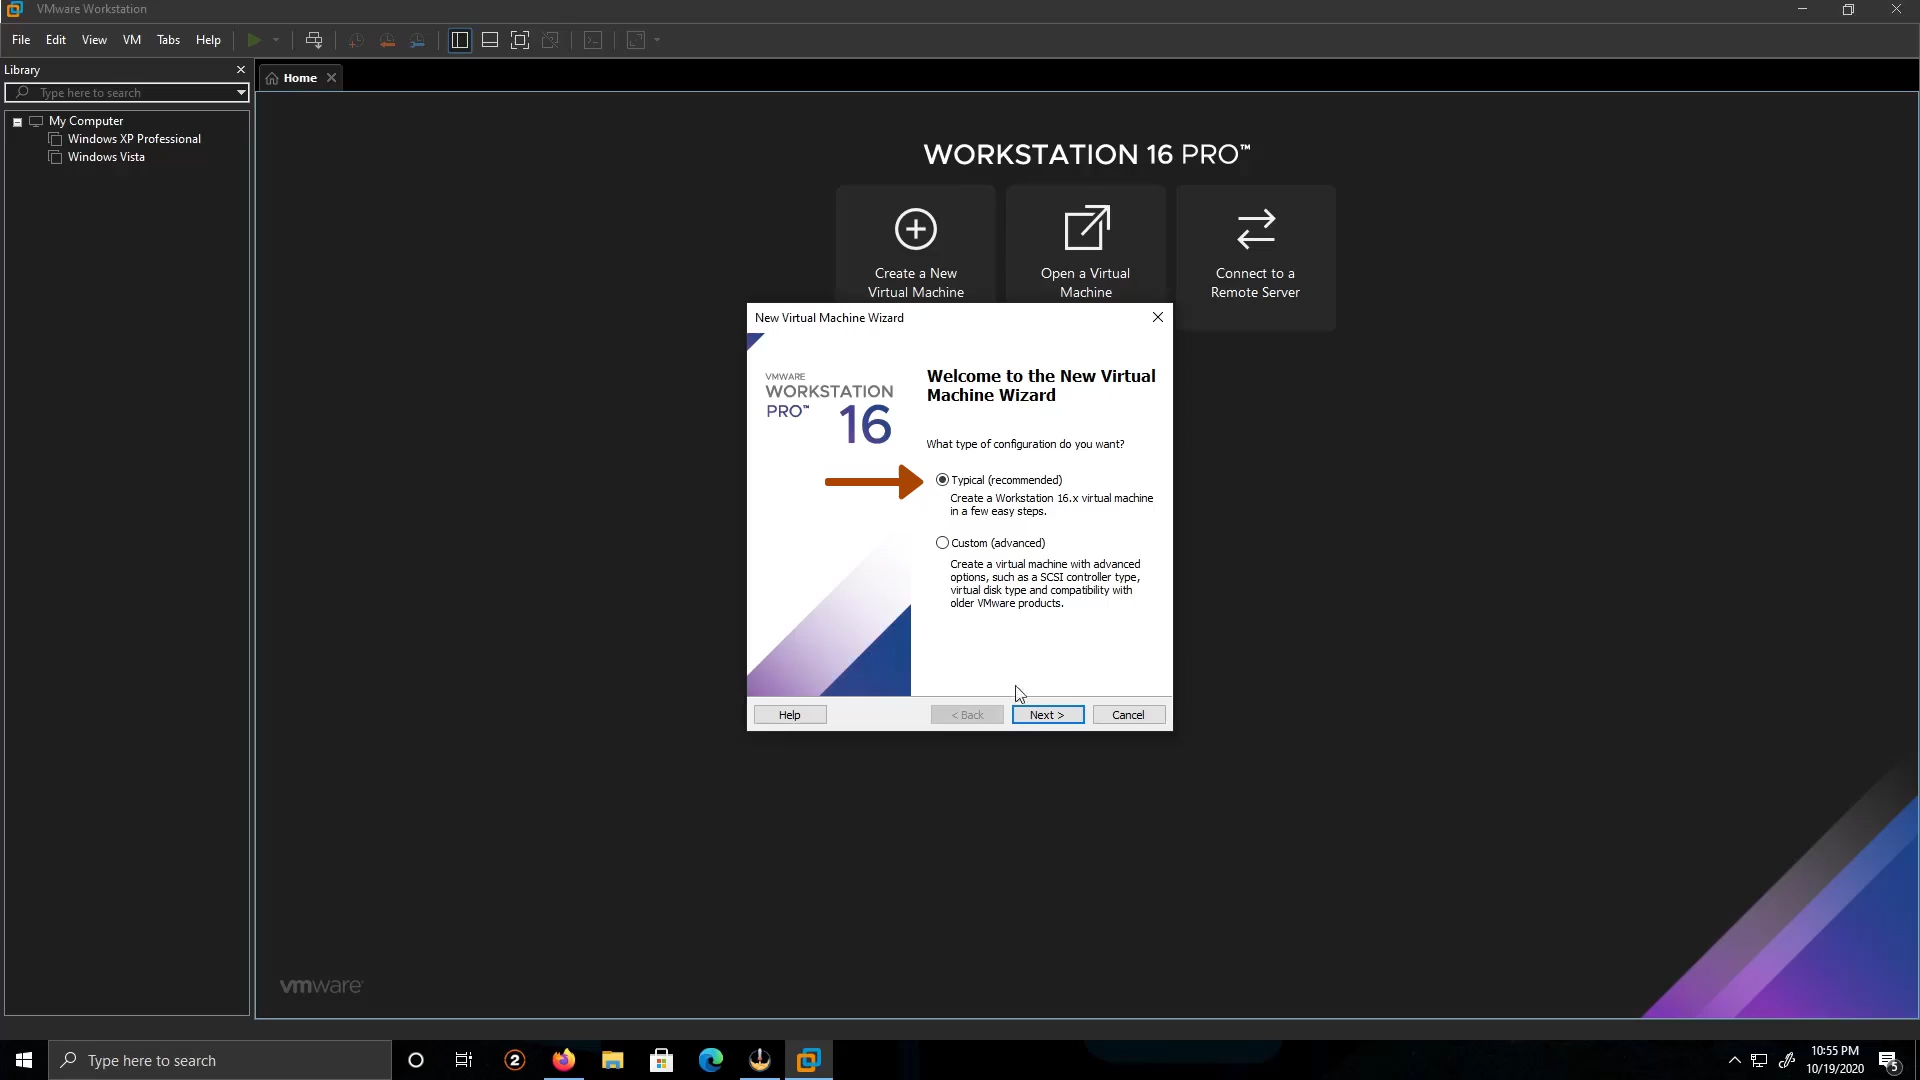 VMware Workstation
File Edit View VM Tabs Help
Library
Home
Type here to search
My Computer
Windows XP Professional
Windows Vista
WORKSTATION 16 PRO™
Create a New
Virtual Machine
Open a Virtual
Machine
Connect to a
Remote Server
New Virtual Machine Wizard
VMWARE
WORKSTATION
PRO™ 16
Welcome to the New Virtual
Machine Wizard
What type of configuration do you want?
Typical (recommended)
Create a Workstation 16.x virtual machine
in a few easy steps.
Custom (advanced)
Create a virtual machine with advanced
options, such as a SCSI controller type,
virtual disk type and compatibility with
older VMware products.
Help < Back Next > Cancel
vmware
Type here to search
2
10:55 PM
10/19/2020
5